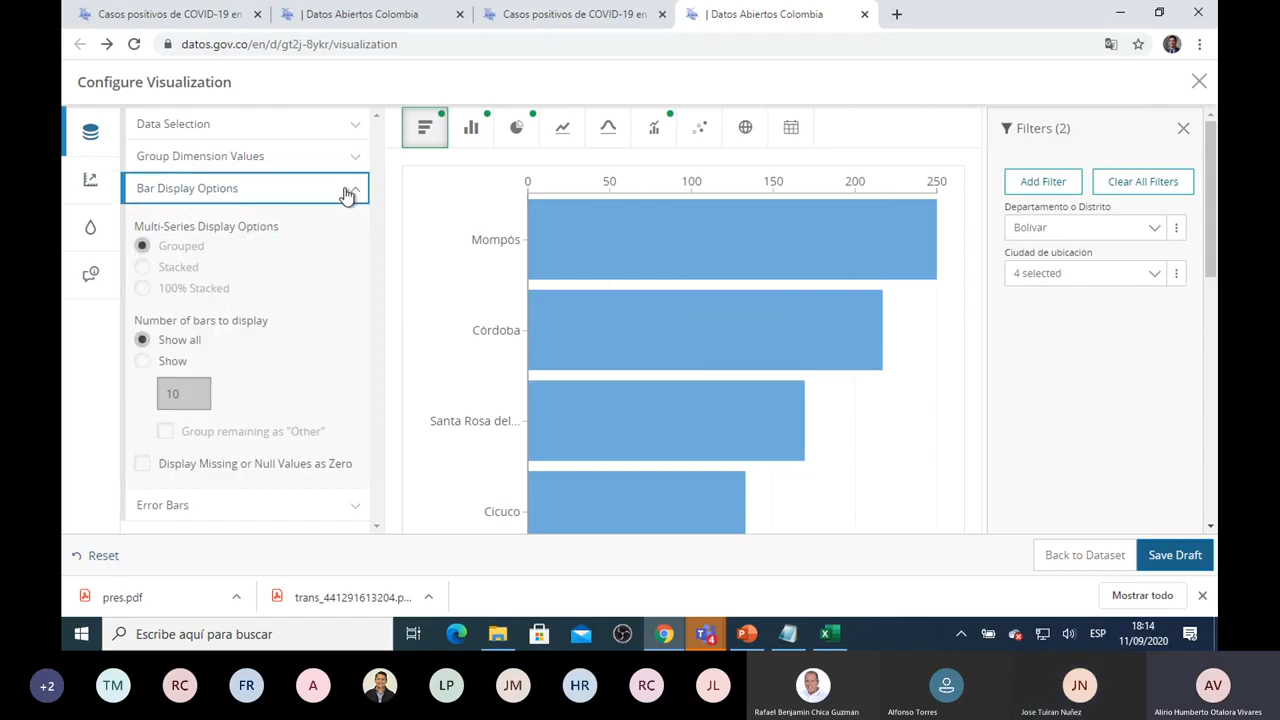 Casos positivos de COVID-19 en
| Datos Abiertos Colombia
Casos positivos de COVID-19 en
| Datos Abiertos Colombia
datos.gov.co/en/d/gt2j-8ykr/visualization
Configure Visualization
Data Selection
Group Dimension Values
Bar Display Options
Multi-Series Display Options
Grouped
Stacked
100% Stacked
Number of bars to display
Show all
Show
10
Group remaining as "Other"
Display Missing or Null Values as Zero
Error Bars
0 50 100 150 200 250
Mompós
Córdoba
Santa Rosa del...
Cicuco
Filters (2)
Add Filter
Clear All Filters
Departamento o Distrito
Bolivar
Ciudad de ubicación
4 selected
Reset
Back to Dataset
Save Draft
pres.pdf
trans_441291613204.p...
Mostrar todo
Escribe aquí para buscar
4
ESP
18:14
11/09/2020
+2
TM
RC
FR
A
LP
JM
HR
RC
JL
Rafael Benjamin Chica Guzman
Alfonso Torres
JN
Jose Tuiran Nuñez
AV
Alirio Humberto Otalora Vivares